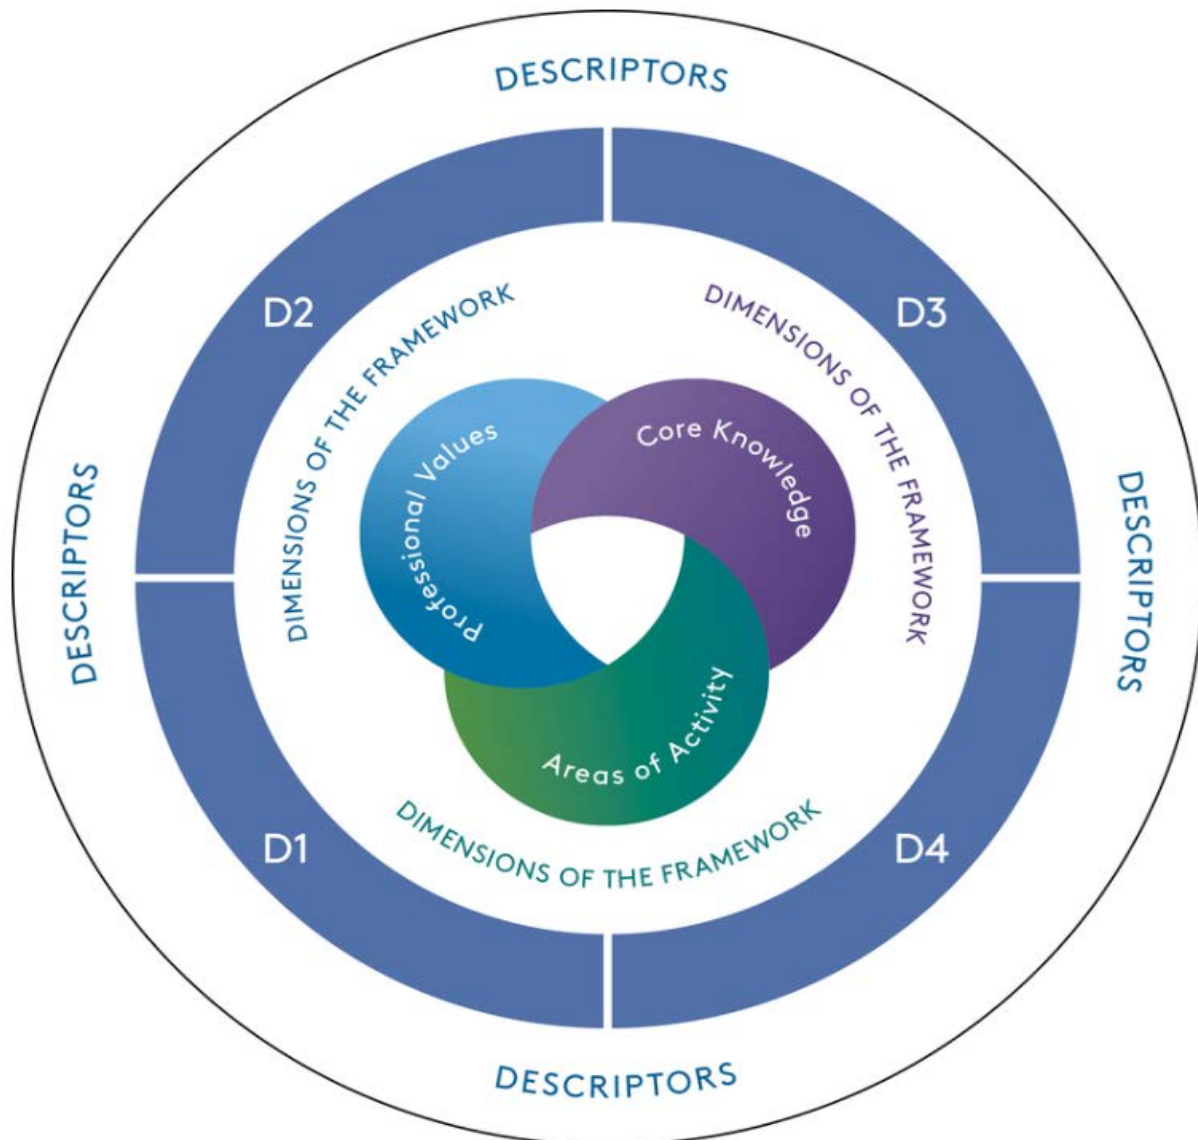 DESCRIPTORS
D2
D3
DIMENSIONS OF THE FRAMEWORK
DIMENSIONS OF THE FRAMEWORK
Professional Values
Core Knowledge
DESCRIPTORS
DESCRIPTORS
Areas of Activity
DIMENSIONS OF THE FRAMEWORK
D1
D4
DESCRIPTORS